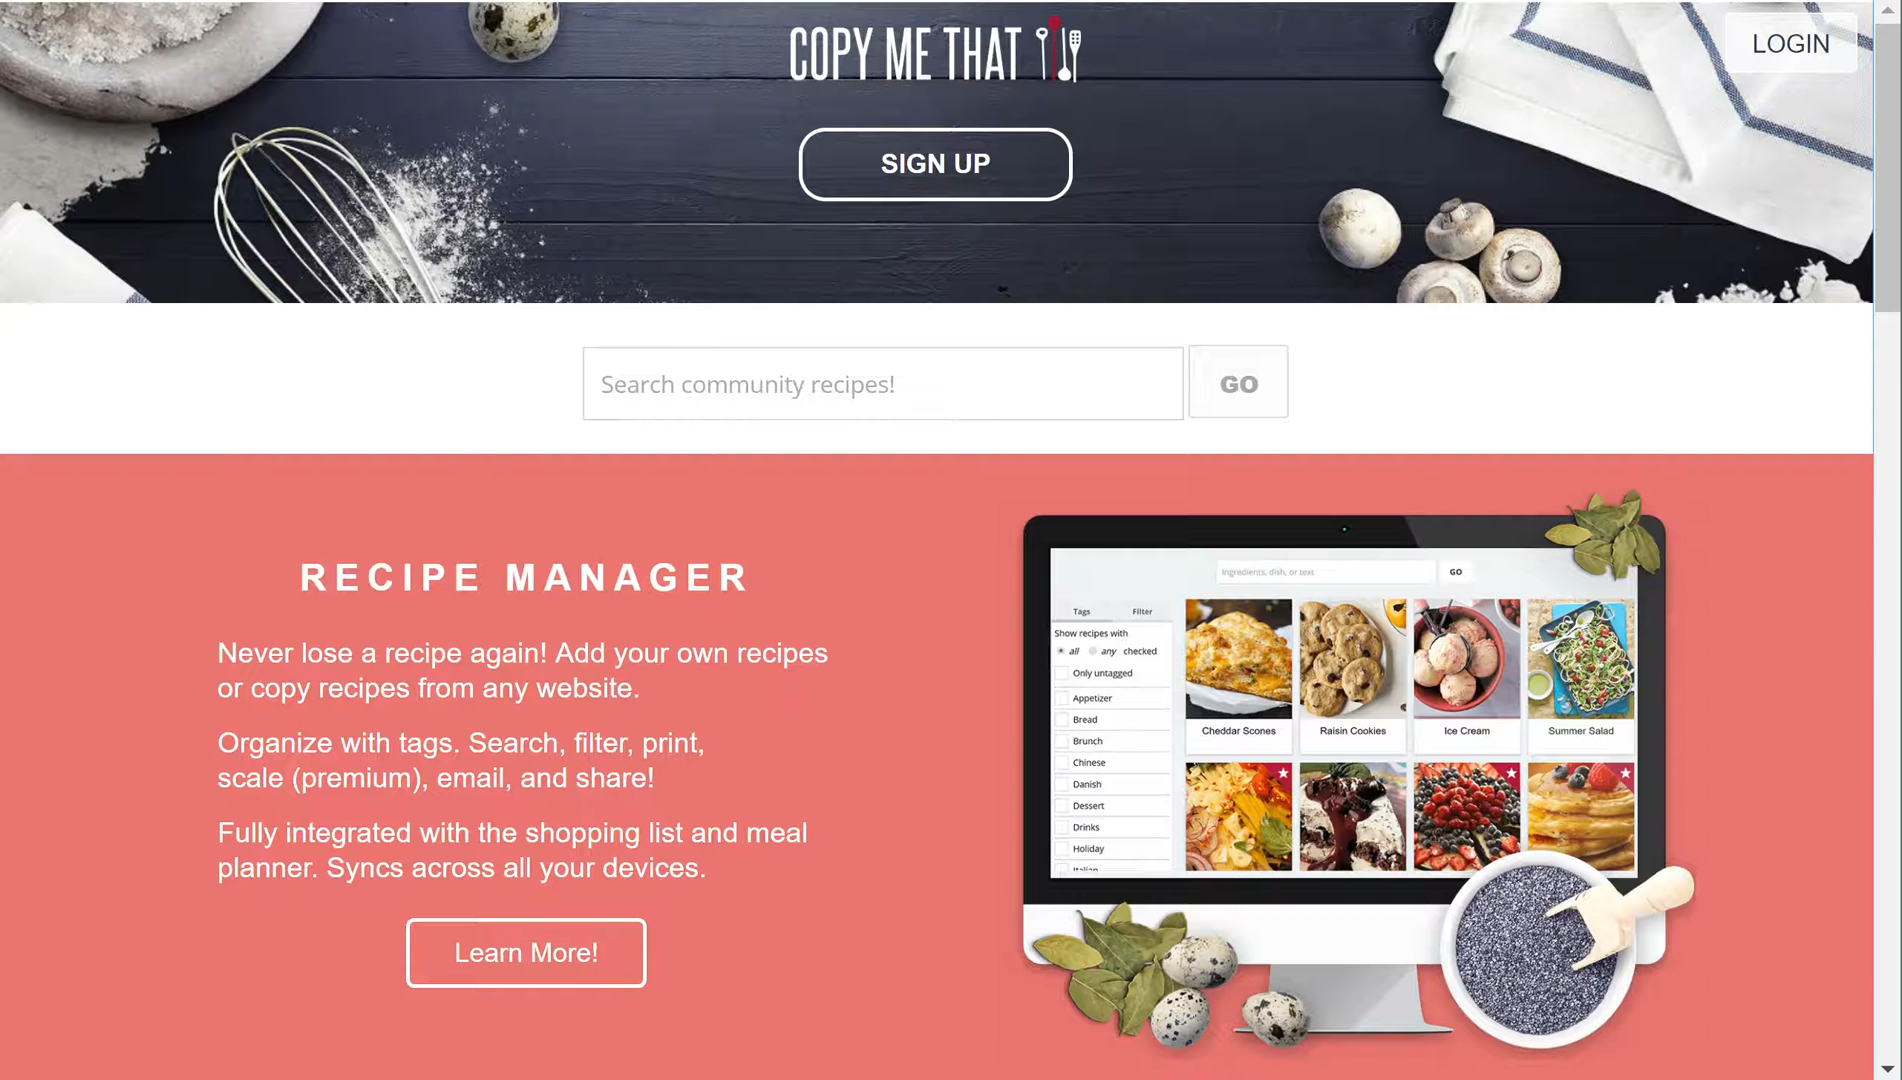 COPY ME THAT
LOGIN
SIGN UP
Search community recipes!
GO
RECIPE MANAGER
Never lose a recipe again! Add your own recipes
or copy recipes from any website.
Organize with tags. Search, filter, print,
scale (premium), email, and share!
Fully integrated with the shopping list and meal
planner. Syncs across all your devices.
Learn More!
Ingredients, dish, or text
GO
Tags
Filter
Show recipes with
all any checked
Only untagged
Appetizer
Bread
Brunch
Chinese
Danish
Dessert
Drinks
Holiday
Italian
Cheddar Scones
Raisin Cookies
Ice Cream
Summer Salad